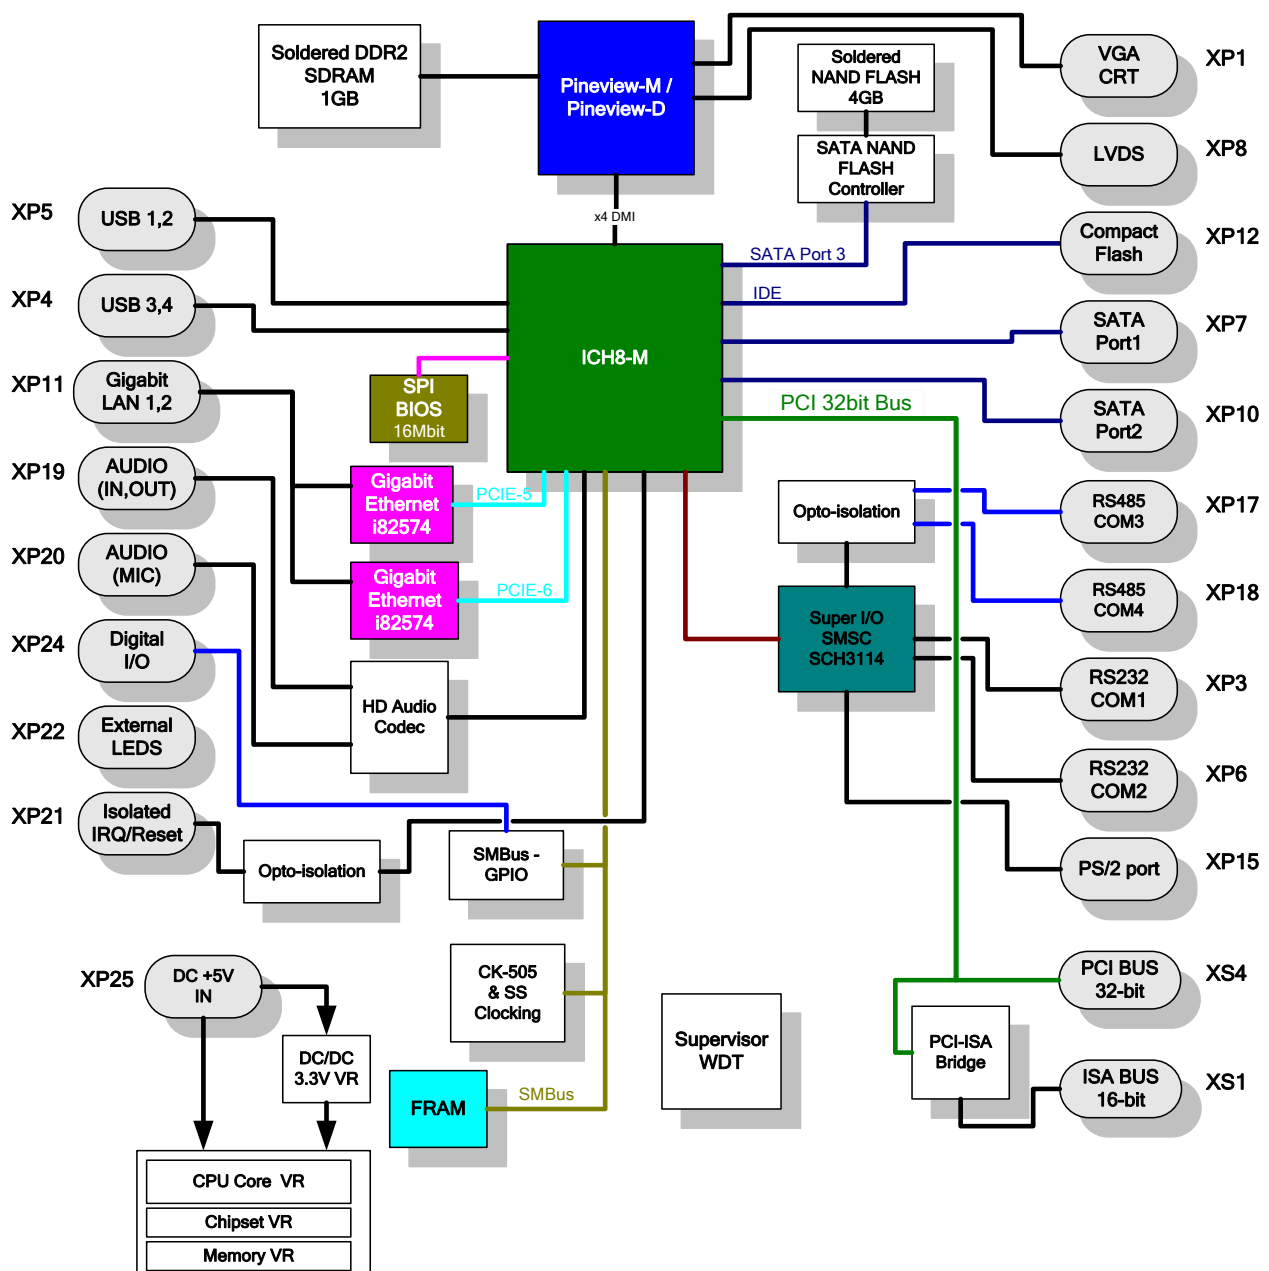 Soldered DDR2
SDRAM
1GB
Pineview-M /
Pineview-D
Soldered
NAND FLASH
4GB
SATA NAND
FLASH
Controller
VGA
CRT
XP1
LVDS
XP8
x4 DMI
XP5
USB 1,2
XP4
USB 3,4
XP11
Gigabit
LAN 1,2
XP19
AUDIO
(IN,OUT)
XP20
AUDIO
(MIC)
XP24
Digital
I/O
XP22
External
LEDS
XP21
Isolated
IRQ/Reset
Opto-isolation
ICH8-M
SPI
BIOS
16Mbit
Gigabit
Ethernet
i82574
PCIE-5
Gigabit
Ethernet
i82574
PCIE-6
HD Audio
Codec
SMBus -
GPIO
CK-505
& SS
Clocking
FRAM
SMBus
SATA Port 3
IDE
PCI 32bit Bus
Compact
Flash
XP12
SATA
Port1
XP7
SATA
Port2
XP10
Opto-isolation
RS485
COM3
XP17
RS485
COM4
XP18
Super I/O
SMSC
SCH3114
RS232
COM1
XP3
RS232
COM2
XP6
PS/2 port
XP15
PCI BUS
32-bit
XS4
PCI-ISA
Bridge
ISA BUS
16-bit
XS1
Supervisor
WDT
XP25
DC +5V
IN
DC/DC
3.3V VR
CPU Core VR
Chipset VR
Memory VR